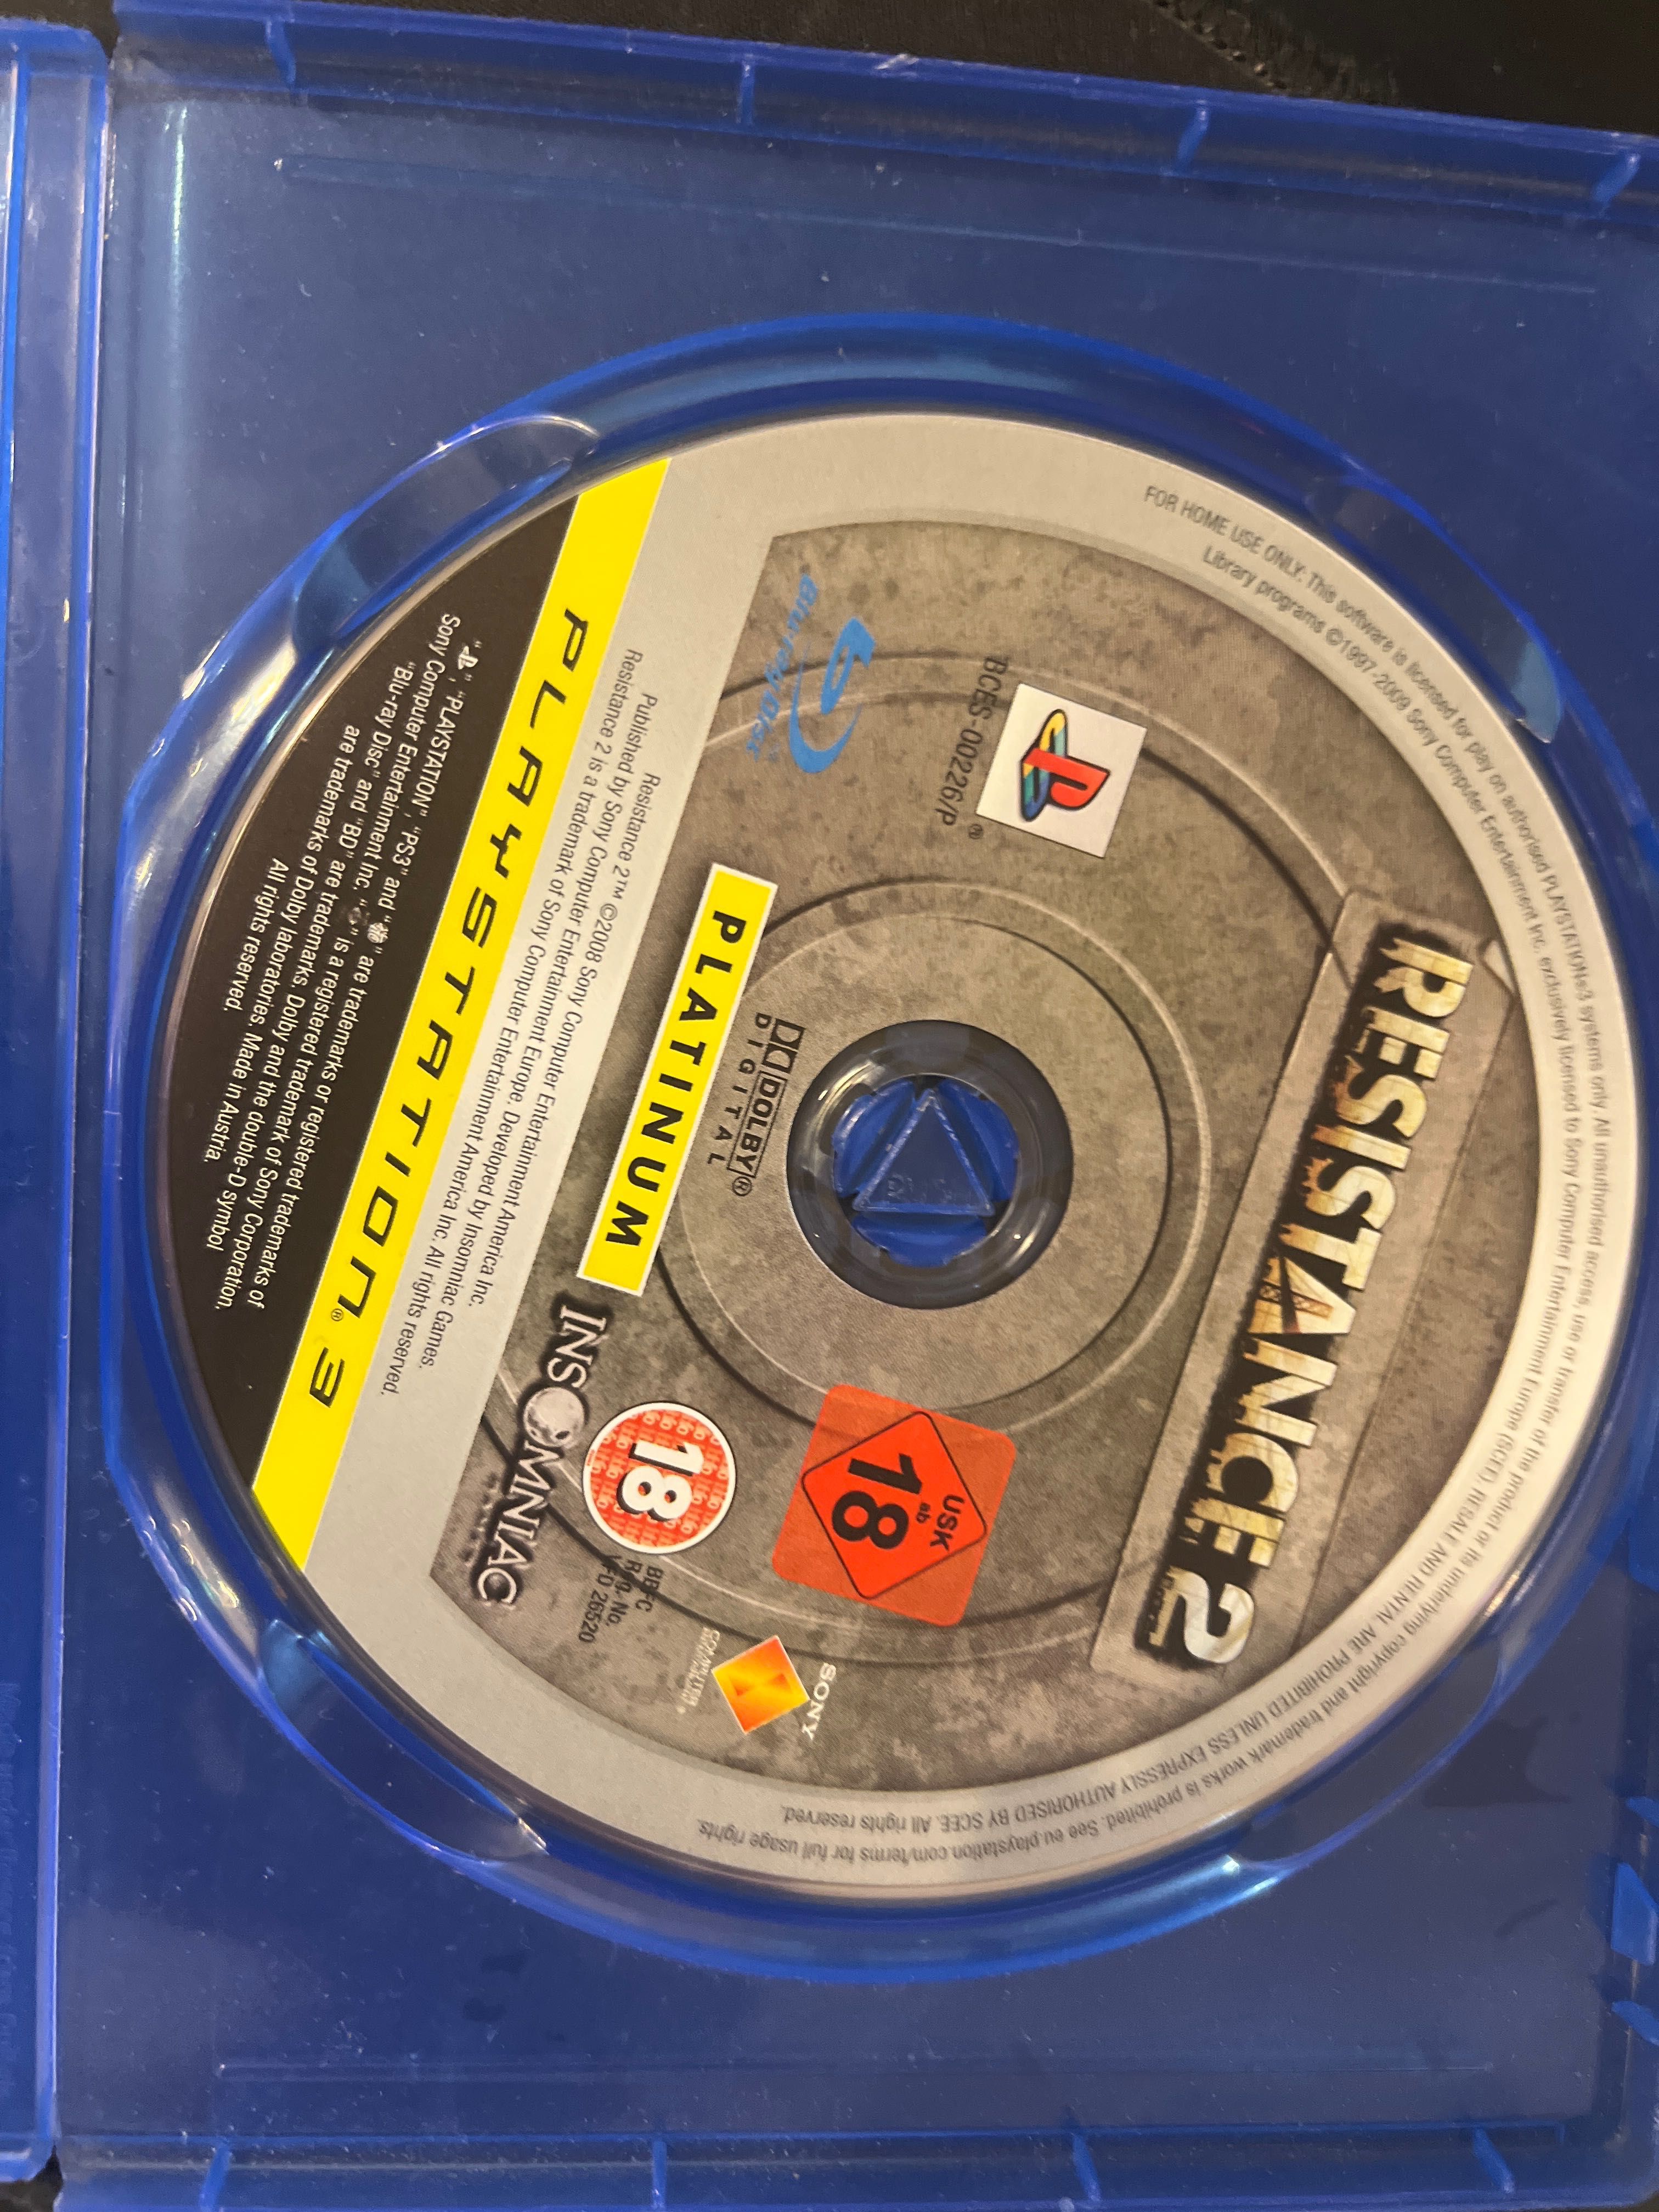 FOR HOME USE ONLY. This software is licensed for play on authorised PLAYSTATION®3 systems only. All unauthorised access, use or transfer of the product or its underlying copyright and trademark works is prohibited. See eu.playstation.com/terms for full usage rights.
Library programs ©1997-2009 Sony Computer Entertainment Inc. exclusively licensed to Sony Computer Entertainment Europe (SCEE). RESALE AND RENTAL ARE PROHIBITED UNLESS EXPRESSLY AUTHORISED BY SCEE. All rights reserved.
RESISTANCE 2
®
BCES-00226/P
Blu-ray Disc
USK
ab
18
DOLBY®
DIGITAL
PLATINUM
18
BBFC
Reg. No.
VFD 26520
SONY
COMPUTER
INSOMNIAC
Resistance 2™ ©2008 Sony Computer Entertainment America Inc.
Published by Sony Computer Entertainment Europe. Developed by Insomniac Games.
Resistance 2 is a trademark of Sony Computer Entertainment America Inc. All rights reserved.
PLAYSTATION® 3
" ", "PLAYSTATION", "PS3" and " " are trademarks or registered trademarks of
Sony Computer Entertainment Inc. " " is a registered trademark of Sony Corporation.
"Blu-ray Disc" and "BD" are trademarks. Dolby and the double-D symbol
are trademarks of Dolby laboratories. Made in Austria.
All rights reserved.